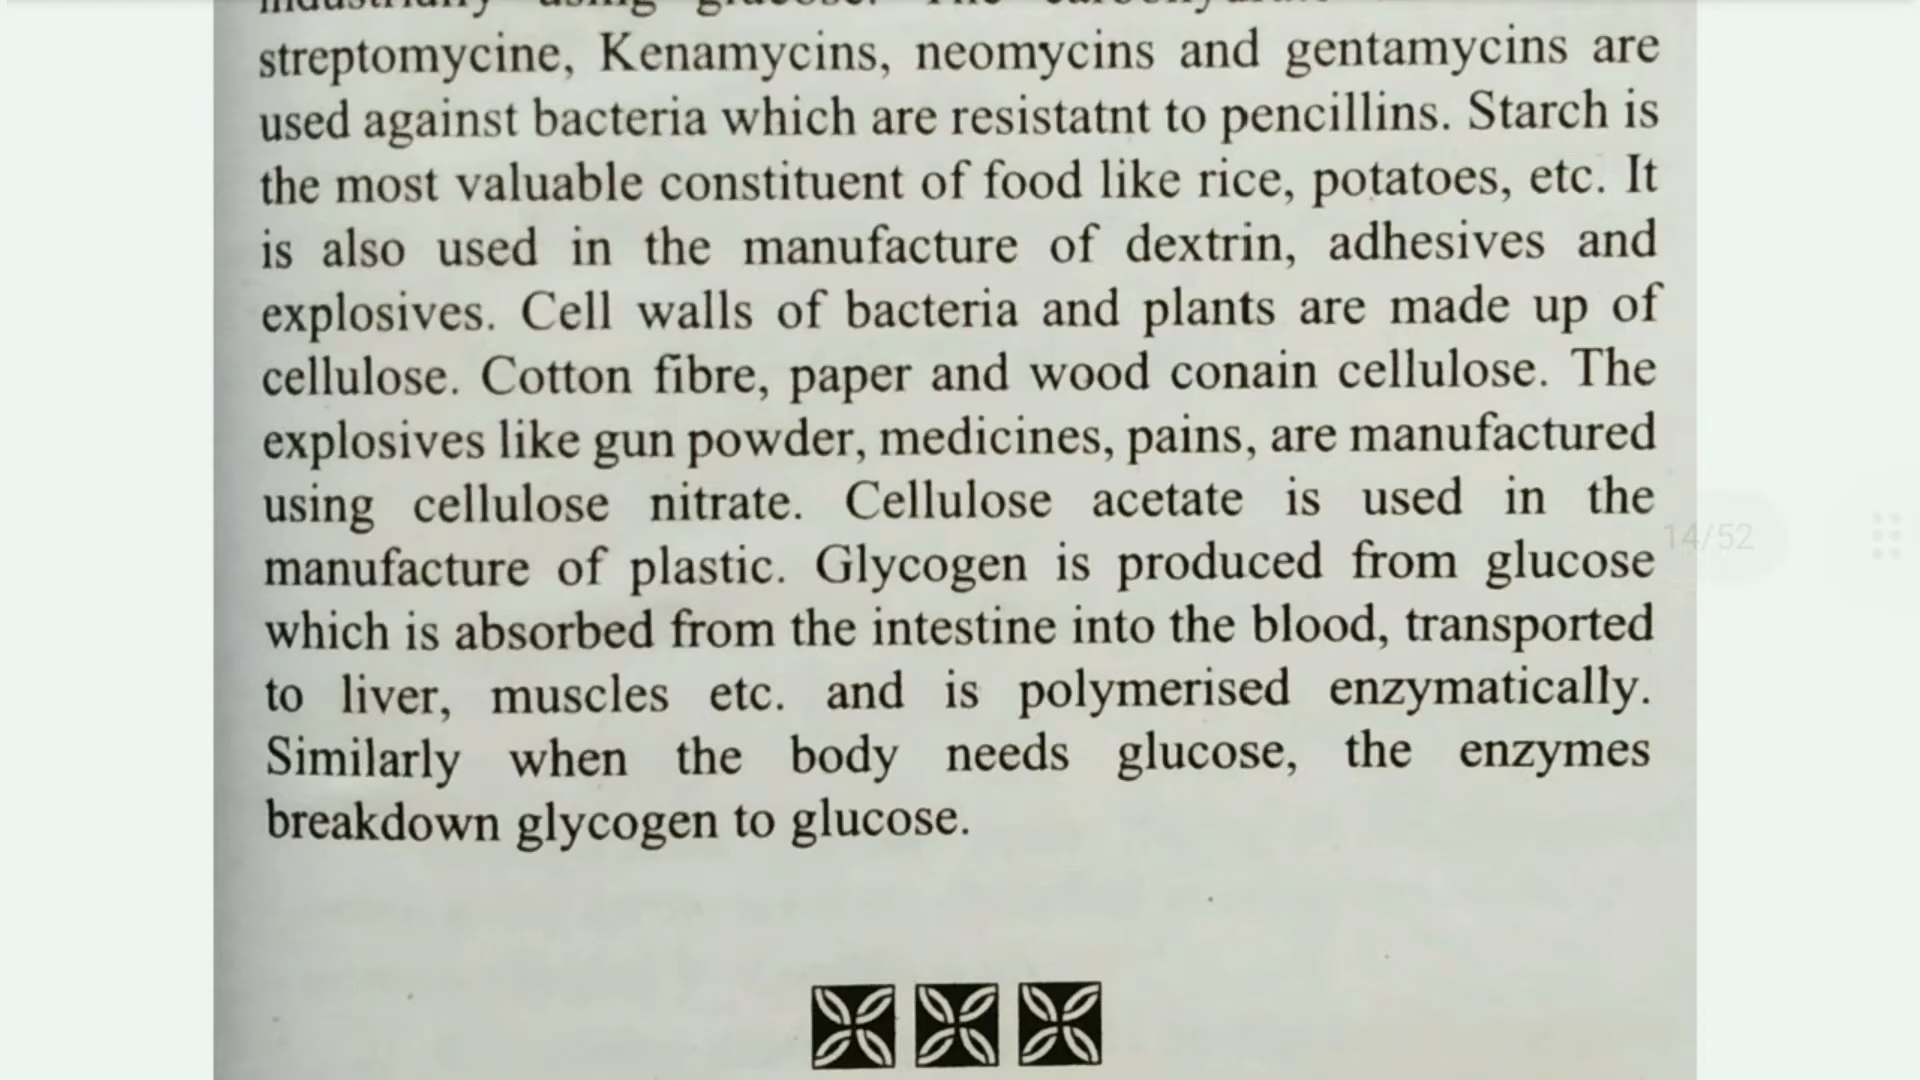 streptomycine, Kenamycins, neomycins and gentamycins are
used against bacteria which are resistatnt to pencillins. Starch is
the most valuable constituent of food like rice, potatoes, etc. It
is also used in the manufacture of dextrin, adhesives and
explosives. Cell walls of bacteria and plants are made up of
cellulose. Cotton fibre, paper and wood conain cellulose. The
explosives like gun powder, medicines, pains, are manufactured
using cellulose nitrate. Cellulose acetate is used in the
14/52
manufacture of plastic. Glycogen is produced from glucose
which is absorbed from the intestine into the blood, transported
to liver, muscles etc. and is polymerised enzymatically.
Similarly when the body needs glucose, the enzymes
breakdown glycogen to glucose.